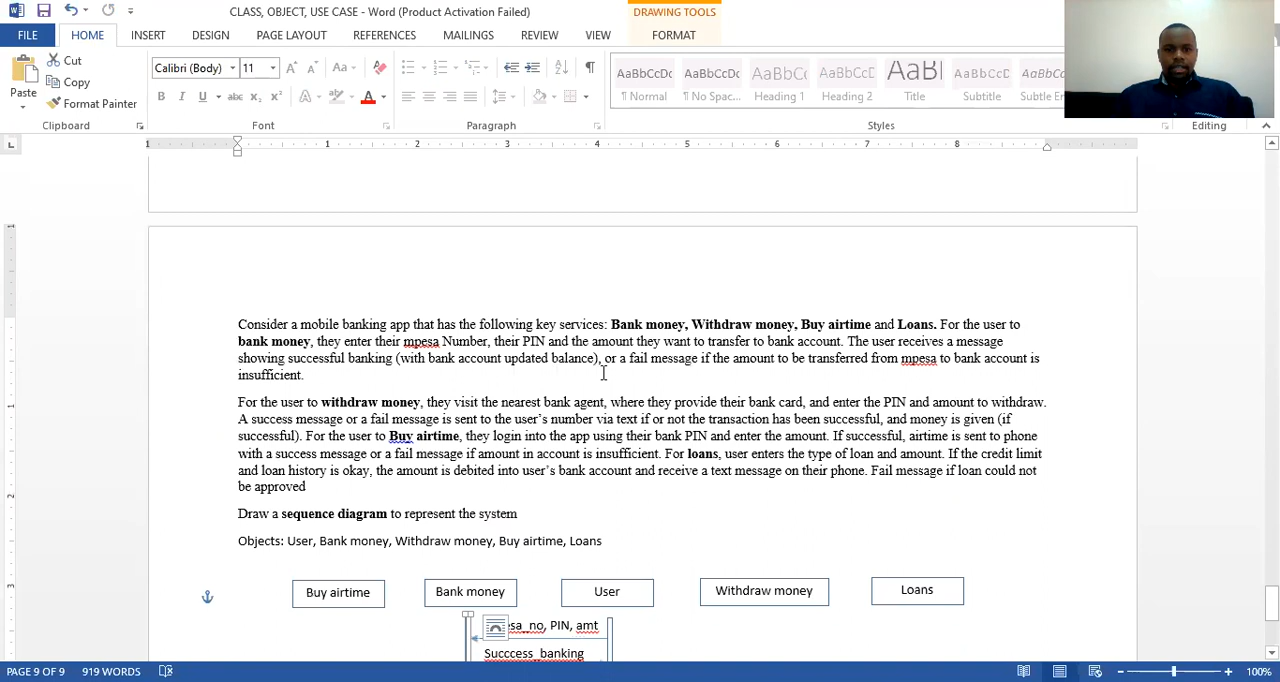 CLASS, OBJECT, USE CASE - Word (Product Activation Failed)
DRAWING TOOLS
FILE HOME INSERT DESIGN PAGE LAYOUT REFERENCES MAILINGS REVIEW VIEW FORMAT
Paste
Cut
Copy
Format Painter
Calibri (Body) 11
AaBbCcDc AaBbCcDc AaBbCc AaBbCcD AaBl AaBbCcD AaBbCcD
¶ Normal ¶ No Spac... Heading 1 Heading 2 Title Subtitle Subtle Em
Clipboard Font Paragraph Styles Editing
1 1 2 3 4 5 6 7 8
Consider a mobile banking app that has the following key services: Bank money, Withdraw money, Buy airtime and Loans. For the user to
bank money, they enter their mpesa Number, their PIN and the amount they want to transfer to bank account. The user receives a message
showing successful banking (with bank account updated balance), or a fail message if the amount to be transferred from mpesa to bank account is
insufficient.
For the user to withdraw money, they visit the nearest bank agent, where they provide their bank card, and enter the PIN and amount to withdraw.
A success message or a fail message is sent to the user's number via text if or not the transaction has been successful, and money is given (if
successful). For the user to Buy airtime, they login into the app using their bank PIN and enter the amount. If successful, airtime is sent to phone
with a success message or a fail message if amount in account is insufficient. For loans, user enters the type of loan and amount. If the credit limit
and loan history is okay, the amount is debited into user's bank account and receive a text message on their phone. Fail message if loan could not
be approved
Draw a sequence diagram to represent the system
Objects: User, Bank money, Withdraw money, Buy airtime, Loans
Buy airtime Bank money User Withdraw money Loans
esa_no, PIN, amt
Succcess_banking
PAGE 9 OF 9 919 WORDS 100%